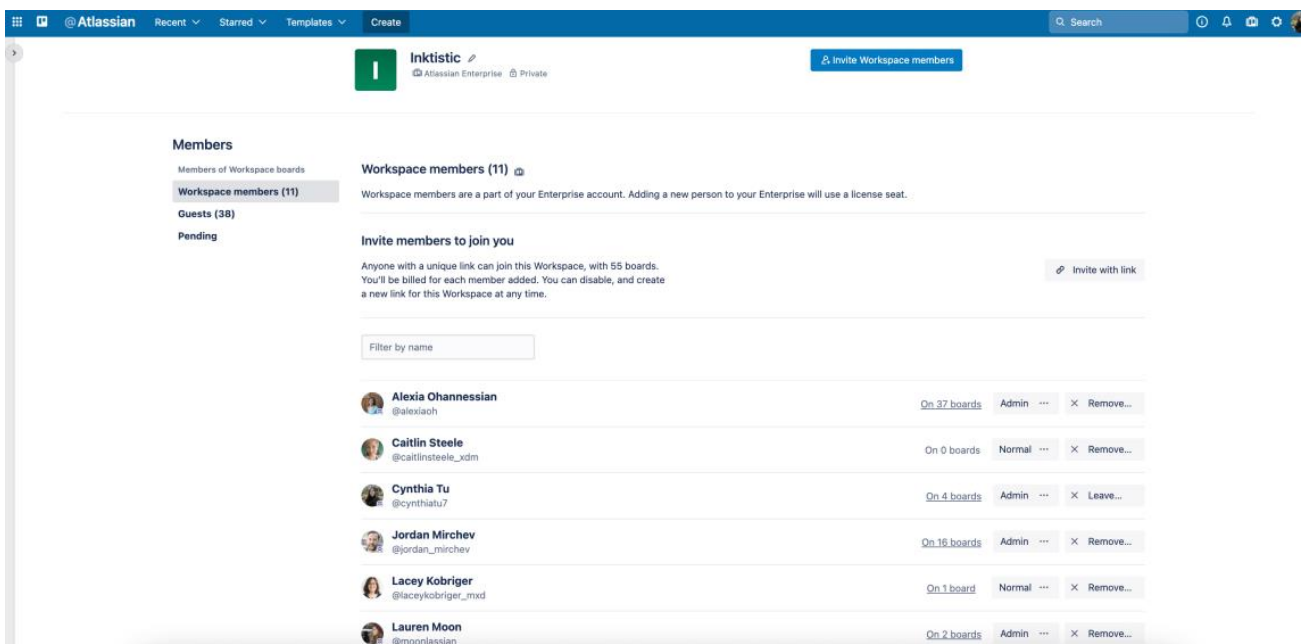 @Atlassian Recent Starred Templates Create Search
I
Inktistic
Atlassian Enterprise Private
Invite Workspace members
Members
Members of Workspace boards
Workspace members (11)
Guests (38)
Pending
Workspace members (11)
Workspace members are a part of your Enterprise account. Adding a new person to your Enterprise will use a license seat.
Invite members to join you
Anyone with a unique link can join this Workspace, with 55 boards.
You'll be billed for each member added. You can disable, and create
a new link for this Workspace at any time.
Invite with link
Filter by name
Alexia Ohannessian
@alexiaoh
On 37 boards Admin ··· × Remove...
Caitlin Steele
@caitlinsteele_xdm
On 0 boards Normal ··· × Remove...
Cynthia Tu
@cynthiatu7
On 4 boards Admin ··· × Leave...
Jordan Mirchev
@jordan_mirchev
On 16 boards Admin ··· × Remove...
Lacey Kobriger
@laceykobriger_mxd
On 1 board Normal ··· × Remove...
Lauren Moon
@moonlassian
On 2 boards Admin ··· × Remove...